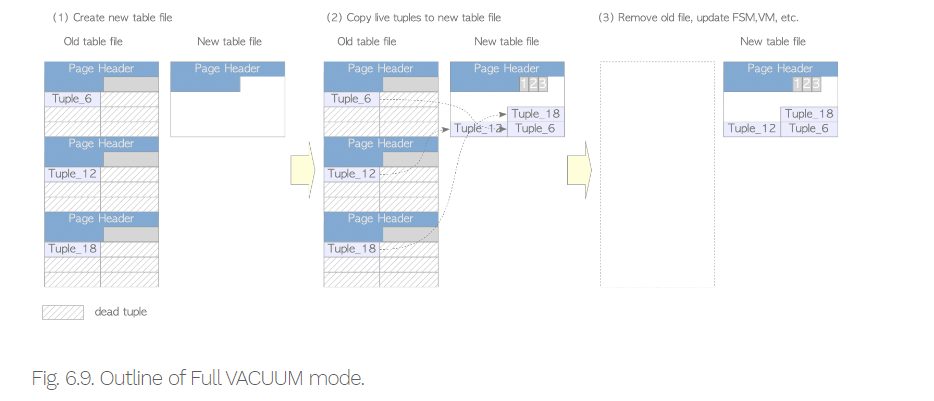 (1) Create new table file
Old table file
New table file
Page Header
Page Header
Tuple_6
Page Header
Tuple_12
Page Header
Tuple_18
dead tuple
(2) Copy live tuples to new table file
Old table file
New table file
Page Header
Page Header
1 2 3
Tuple_6
Tuple_18
Tuple_12
Tuple_6
Page Header
Tuple_12
Page Header
Tuple_18
(3) Remove old file, update FSM,VM, etc.
New table file
Page Header
1 2 3
Tuple_18
Tuple_12
Tuple_6
Fig. 6.9. Outline of Full VACUUM mode.